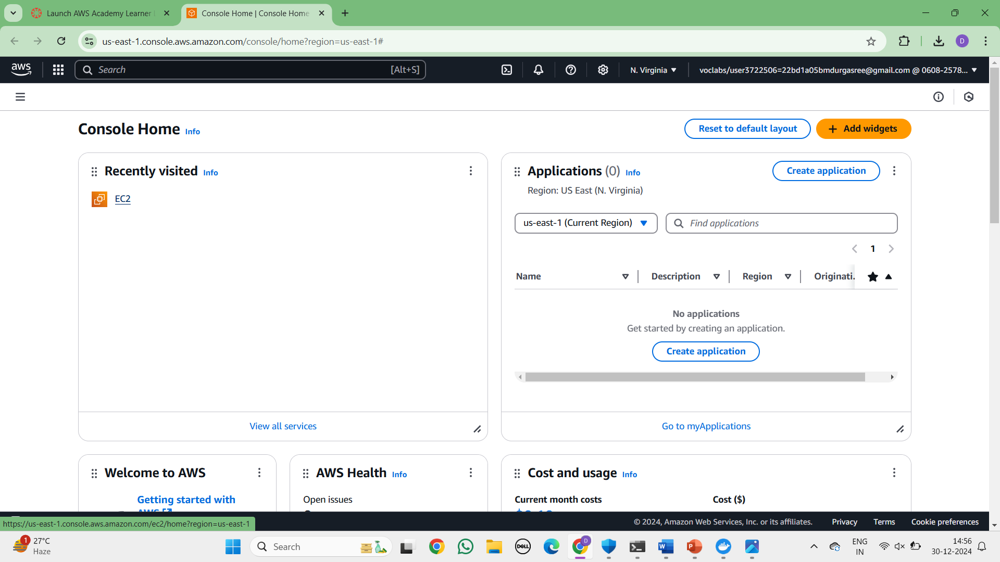 Launch AWS Academy Learner L
Console Home | Console Home
us-east-1.console.aws.amazon.com/console/home?region=us-east-1#
D
aws
Search
[Alt+S]
N. Virginia
voclabs/user3722506=22bd1a05bmdurgasree@gmail.com @ 0608-2578...
Console Home Info
Reset to default layout
Add widgets
Recently visited Info
EC2
View all services
Applications (0) Info
Create application
Region: US East (N. Virginia)
us-east-1 (Current Region)
Find applications
1
Name
Description
Region
Originati.
No applications
Get started by creating an application.
Create application
Go to myApplications
Welcome to AWS
Getting started with
AWS
AWS Health Info
Open issues
Cost and usage Info
Current month costs
Cost ($)
https://us-east-1.console.aws.amazon.com/ec2/home?region=us-east-1
© 2024, Amazon Web Services, Inc. or its affiliates.
Privacy
Terms
Cookie preferences
1
27°C
Haze
Search
DELL
D
W
P
ENG
IN
14:56
30-12-2024